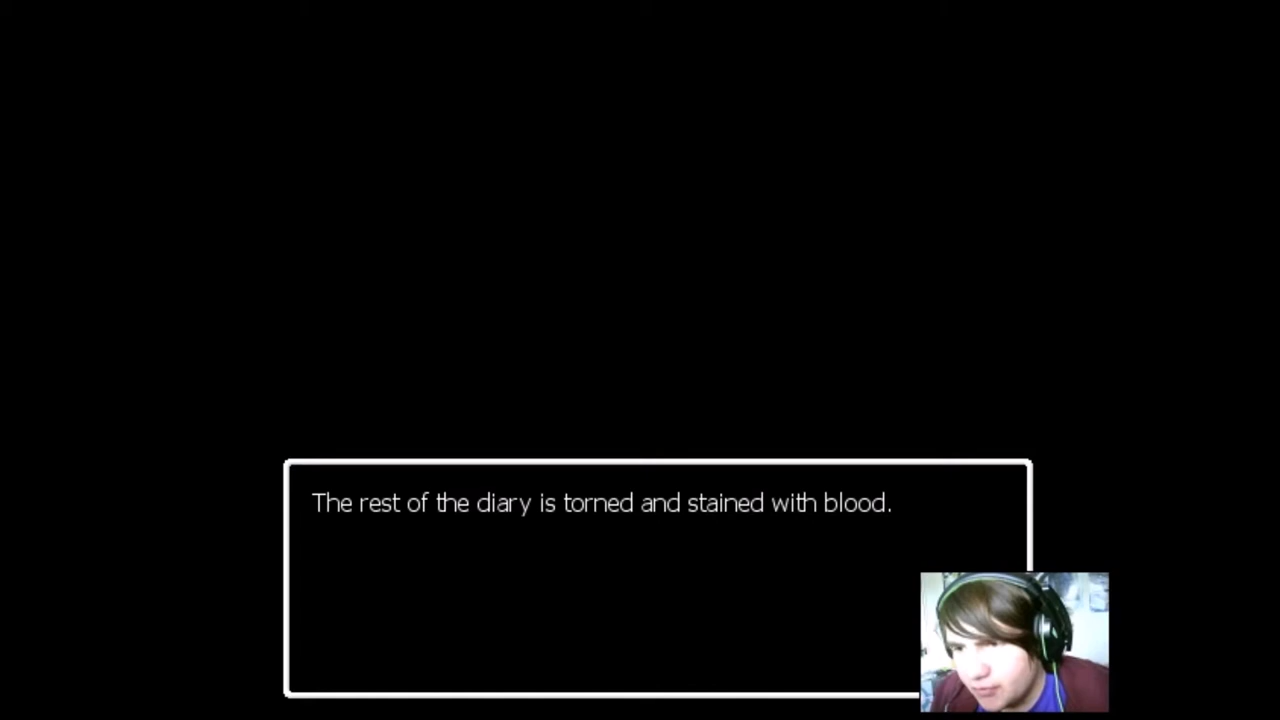 The rest of the diary is torned and stained with blood.